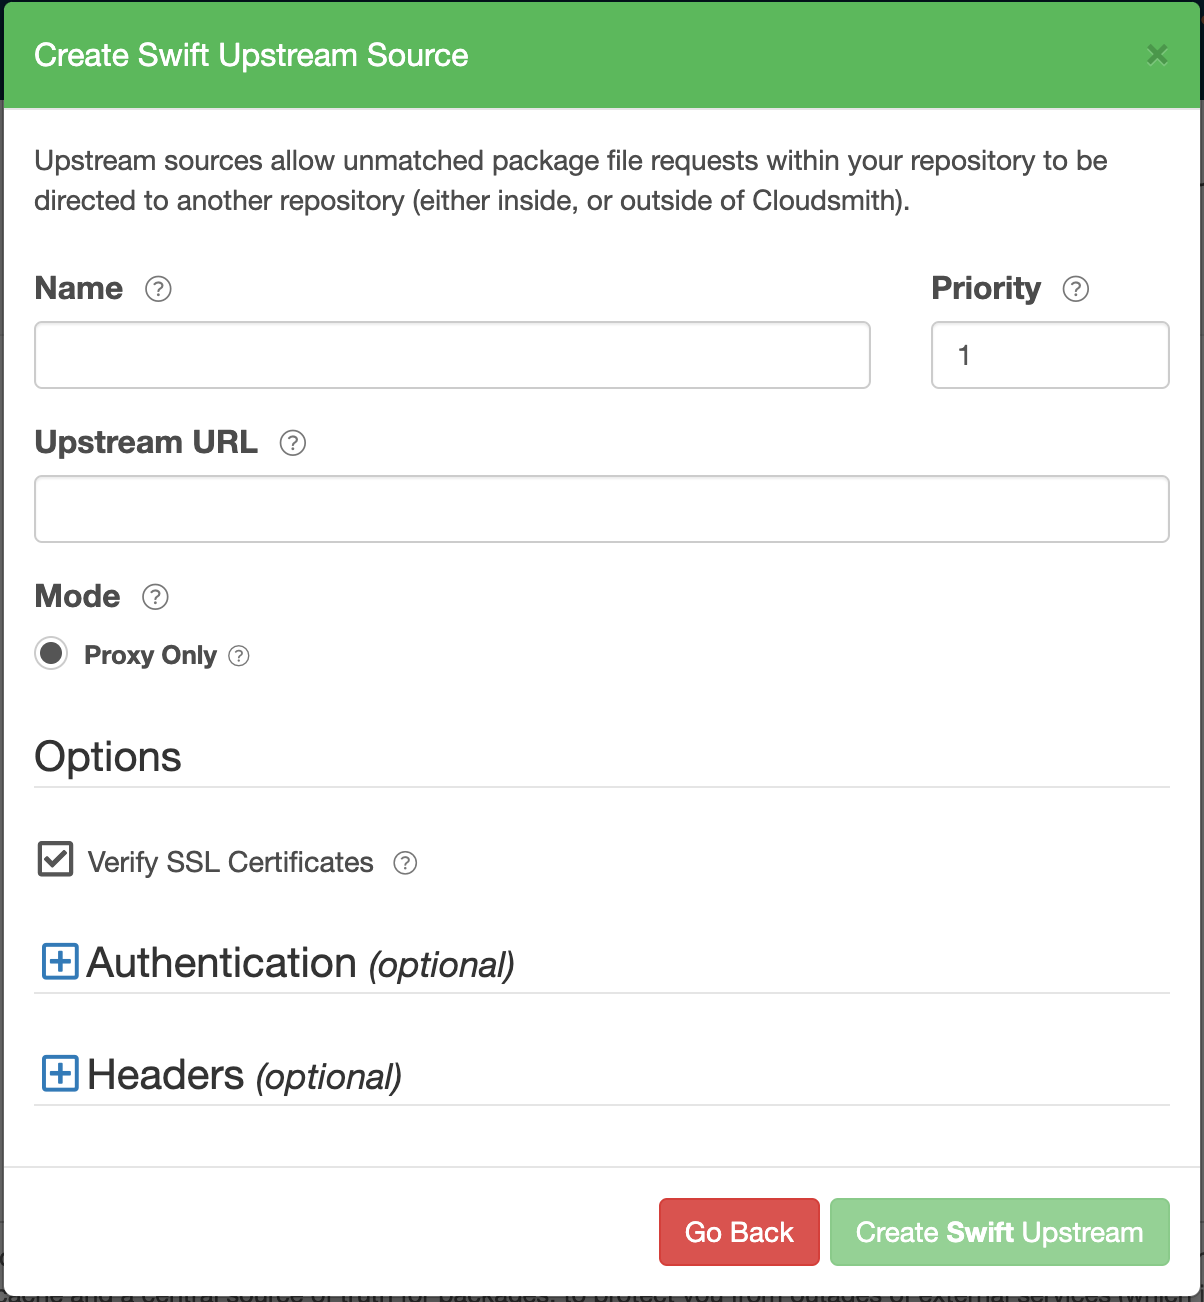 Create Swift Upstream Source ×
Upstream sources allow unmatched package file requests within your repository to be
directed to another repository (either inside, or outside of Cloudsmith).
Name ? Priority ?
1
Upstream URL ?
Mode ?
Proxy Only ?
Options
Verify SSL Certificates ?
Authentication (optional)
Headers (optional)
Go Back Create Swift Upstream